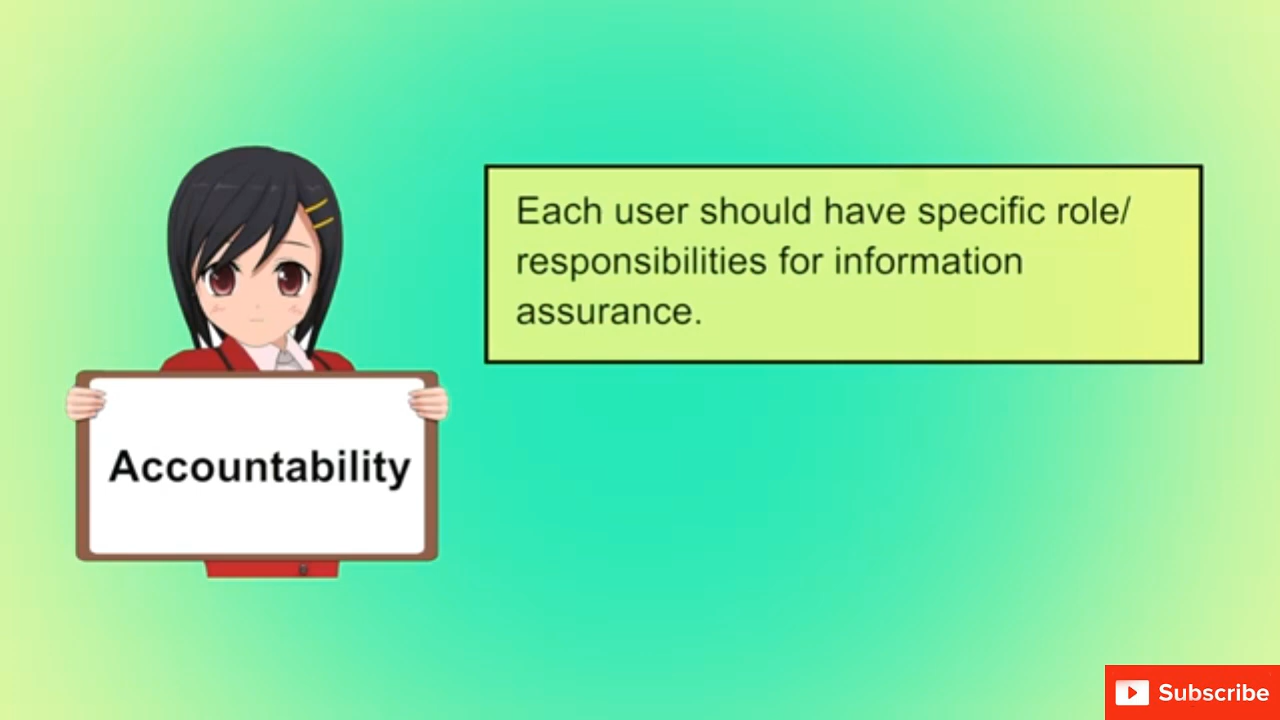 Each user should have specific role/
responsibilities for information
assurance.
Accountability
Subscribe